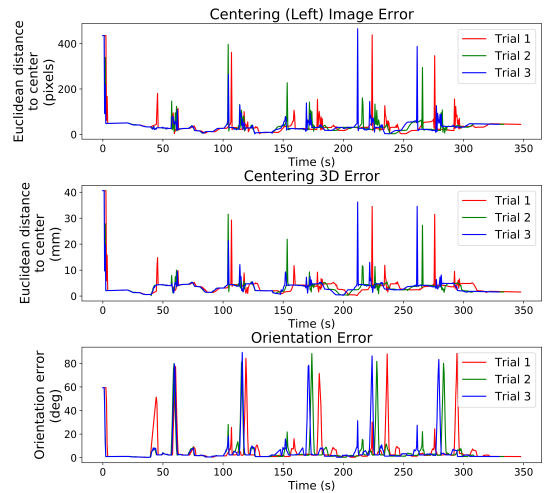 Centering (Left) Image Error
Euclidean distance
to center
(pixels)
400
200
0
Trial 1
Trial 2
Trial 3
0 50 100 150 200 250 300 350
Time (s)
Centering 3D Error
Euclidean distance
to center
(mm)
40
30
20
10
0
Trial 1
Trial 2
Trial 3
0 50 100 150 200 250 300 350
Time (s)
Orientation Error
Orientation error
(deg)
80
60
40
20
0
Trial 1
Trial 2
Trial 3
0 50 100 150 200 250 300 350
Time (s)